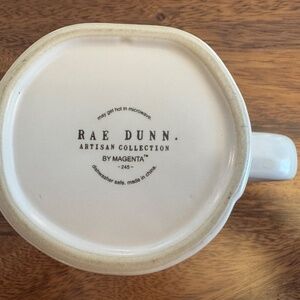 may get hot in microwave.
RAE DUNN.
ARTISAN COLLECTION
BY MAGENTA™
- 245 -
dishwasher safe. made in china.